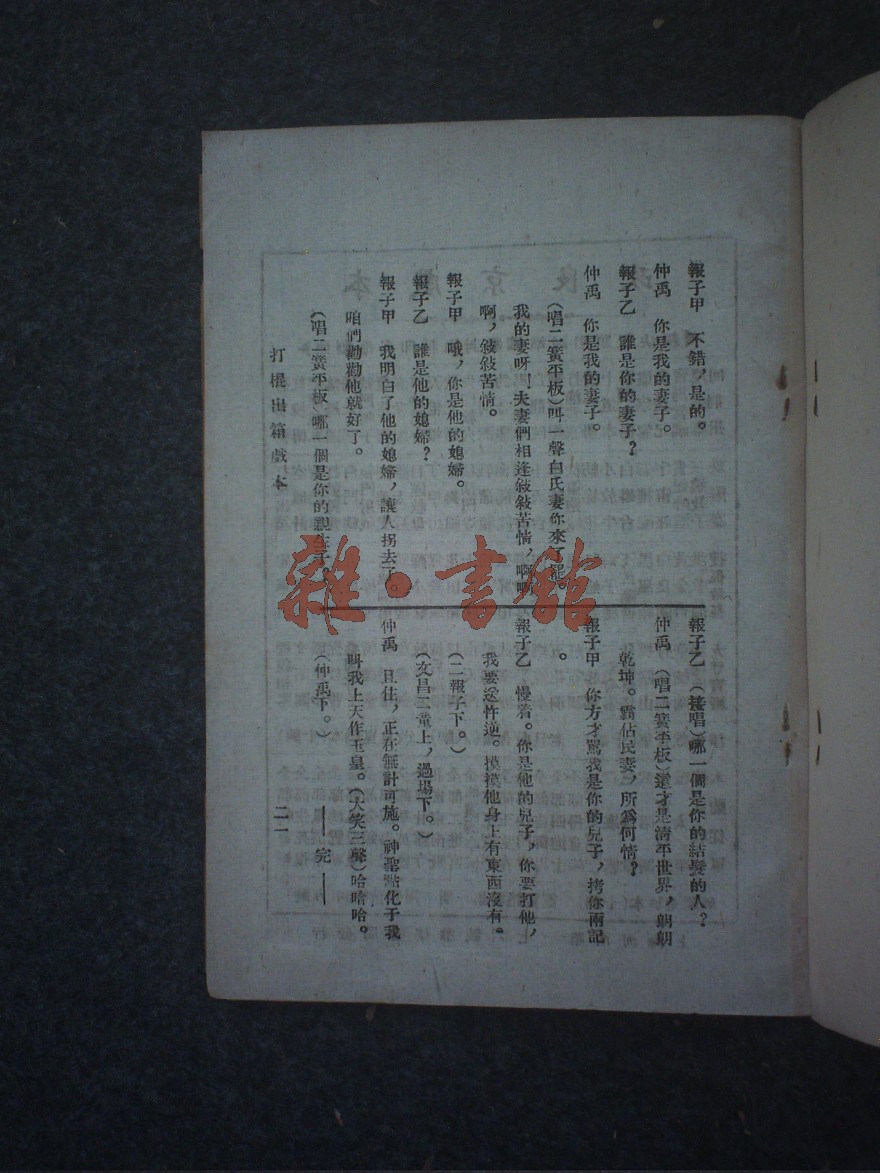 報子甲　不錯，是的。
仲禹　你是我的妻子。
報子乙　誰是你的妻子？
仲禹　你是我的妻子。
（唱二簧平板）叫一聲白氏妻你來了罷。
我的妻呀！夫妻們相逢敍敍苦情，啊啊
啊，敍敍苦情。
報子甲　哦，你是他的媳婦。
報子乙　誰是他的媳婦？
報子甲　我明白了他的媳婦，讓人拐去了。
咱們勸勸他就好了。
（唱二簧平板）哪一個是你的親生子。
報子乙　（接唱）哪一個是你的結髮的人？
仲禹　（唱二簧平板）這才是清平世界，朗朗
乾坤。霸佔民妻，所爲何情？
報子甲　你方才罵我是你的兒子，拷你兩記
。
報子乙　慢着。你是他的兒子，你要打他，
我要送忤逆。摸摸他身上有東西沒有。
（二報子下。）
（文昌二童上，過場下。）
仲禹　且住，正在無計可施。神聖點化于我
叫我上天作玉皇。（大笑三聲）哈哈哈。
（仲禹下。）
——完——
打棍出箱戲本
二一
雜·書館